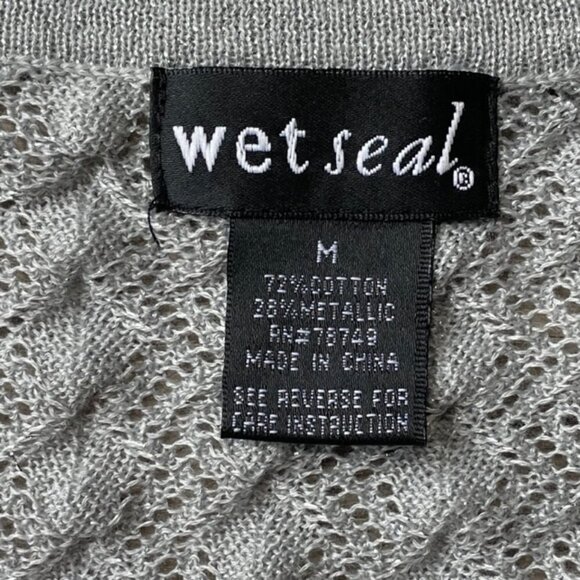 wet seal®
M
72% COTTON
28% METALLIC
RN#78749
MADE IN CHINA
SEE REVERSE FOR
CARE INSTRUCTION